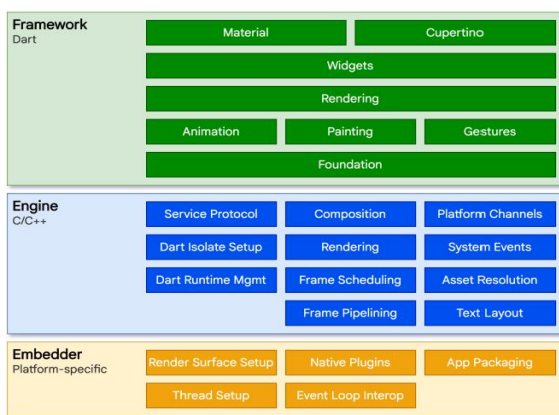 Framework
Dart
Material Cupertino
Widgets
Rendering
Animation Painting Gestures
Foundation
Engine
C/C++
Service Protocol Composition Platform Channels
Dart Isolate Setup Rendering System Events
Dart Runtime Mgmt Frame Scheduling Asset Resolution
Frame Pipelining Text Layout
Embedder
Platform-specific
Render Surface Setup Native Plugins App Packaging
Thread Setup Event Loop Interop